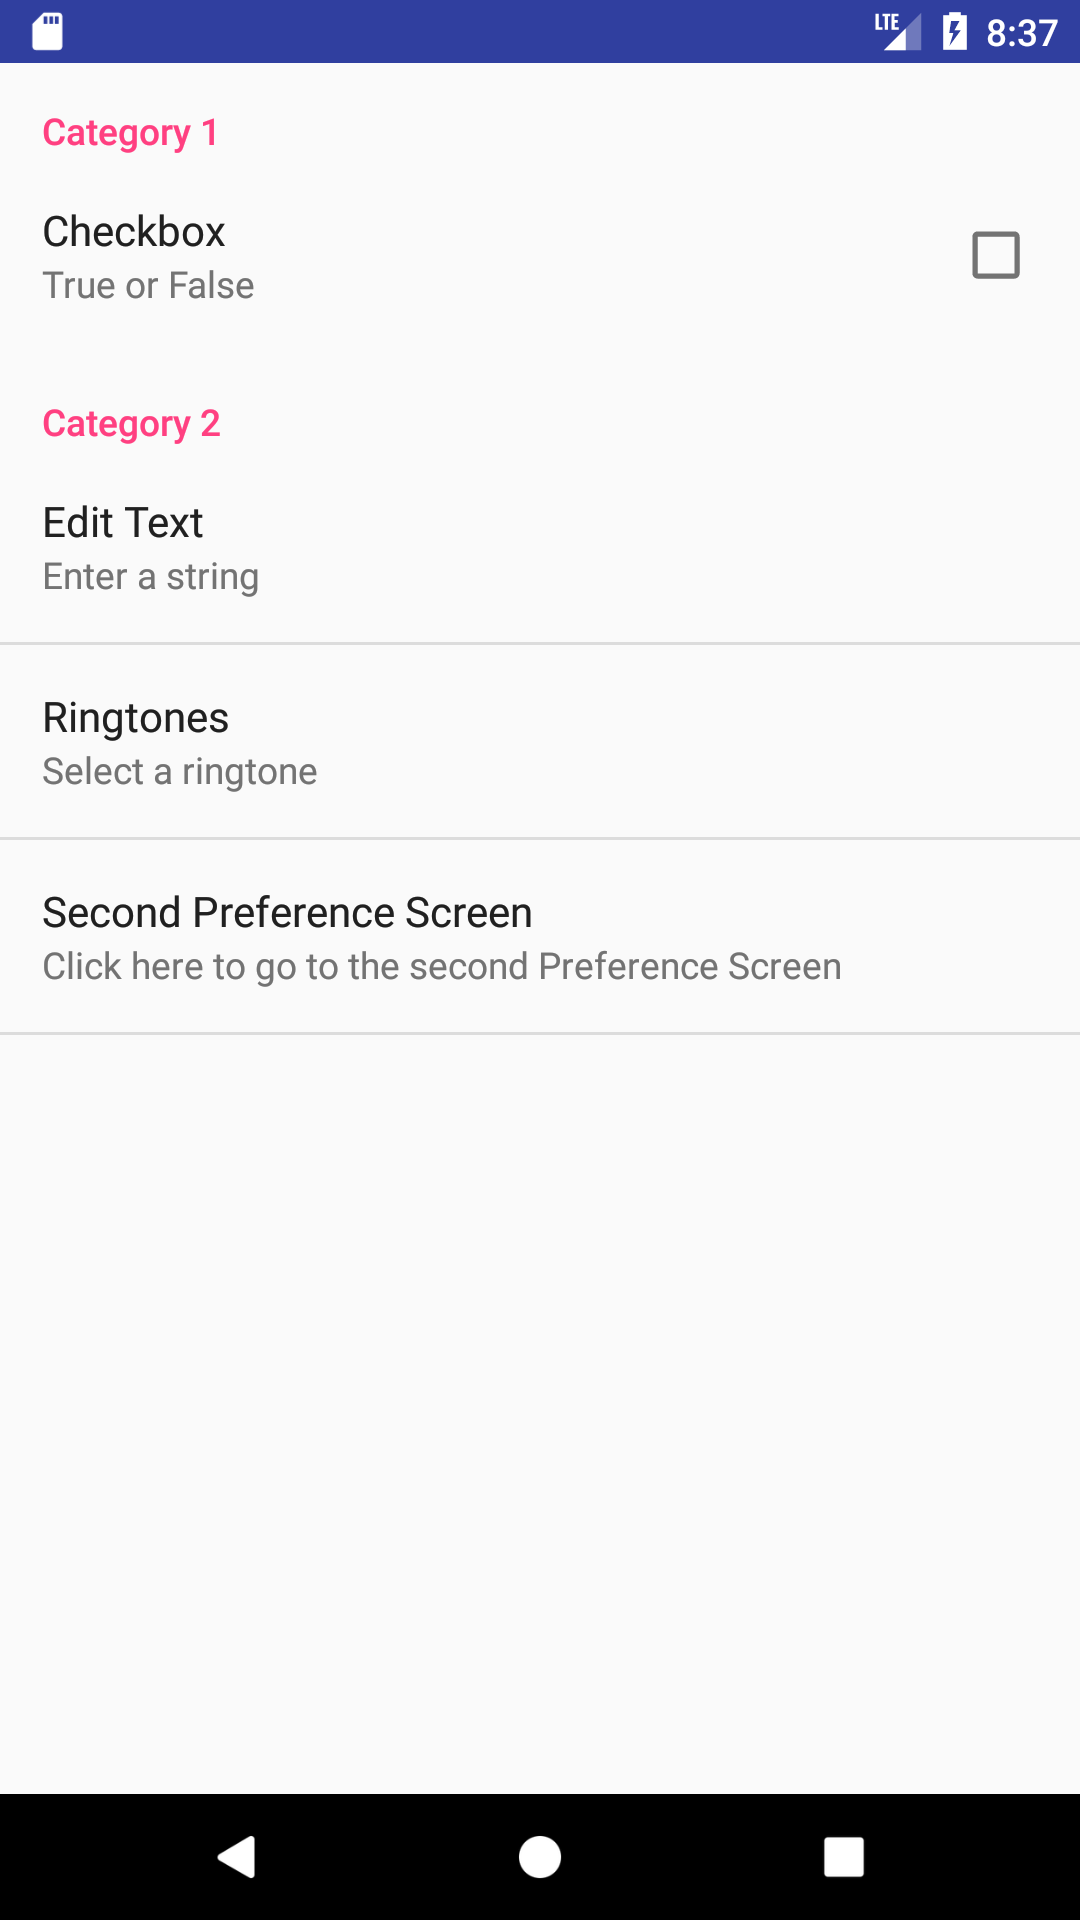 LTE 8:37
Category 1
Checkbox
True or False
Category 2
Edit Text
Enter a string
Ringtones
Select a ringtone
Second Preference Screen
Click here to go to the second Preference Screen